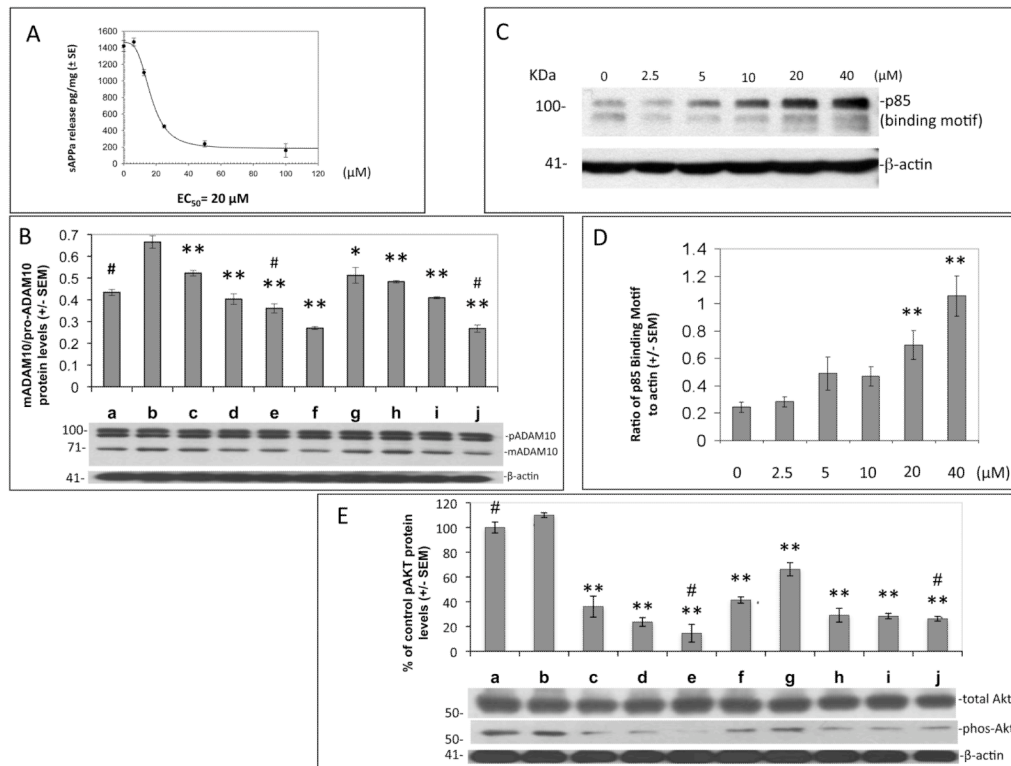 A
sAPPa release pg/mg (± SE)
1600
1400
1200
1000
800
600
400
200
0
0 20 40 60 80 100 120 (µM)
EC50= 20 µM
C
KDa 0 2.5 5 10 20 40 (µM)
100- -p85
(binding motif)
41- -β-actin
B
mADAM10/pro-ADAM10
protein levels (+/- SEM)
0.7
0.6
0.5
0.4
0.3
0.2
0.1
0
# ** ** # ** ** * ** ** # **
a b c d e f g h i j
100- -pADAM10
71- -mADAM10
41- -β-actin
D
Ratio of p85 Binding Motif
to actin (+/- SEM)
1.4
1.2
1
0.8
0.6
0.4
0.2
0
** **
0 2.5 5 10 20 40 (µM)
E
% of control pAKT protein
levels (+/- SEM)
120
100
80
60
40
20
0
# ** ** # ** ** ** ** ** # **
a b c d e f g h i j
50- -total Akt
50- -phos-Akt
41- -β-actin